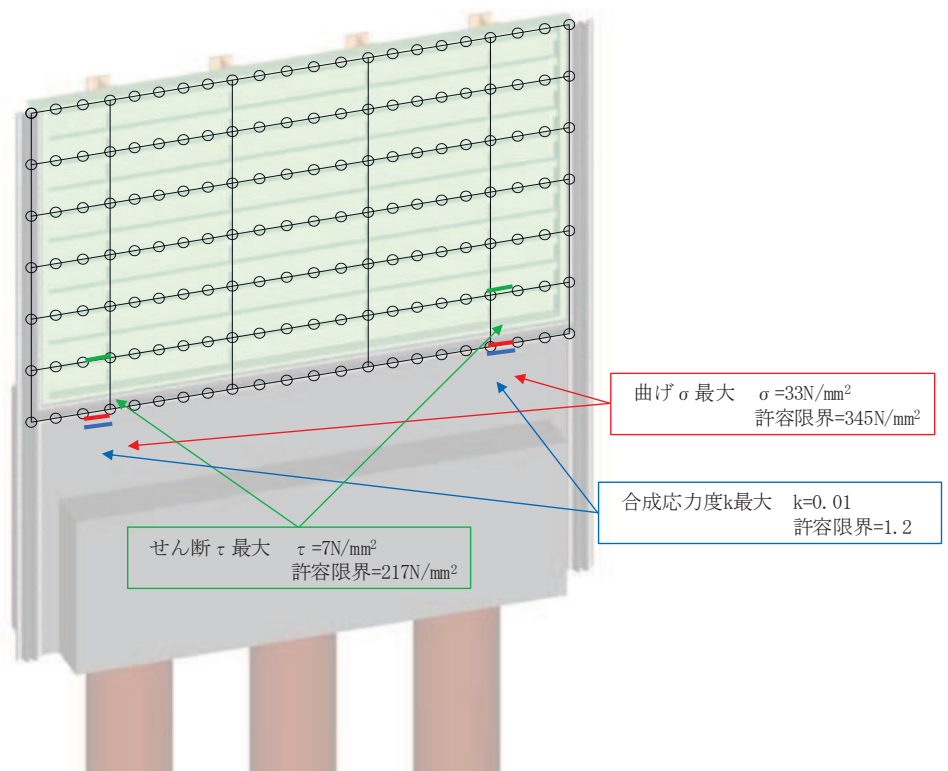 曲げσ最大 σ=33N/mm²
許容限界=345N/mm²
合成応力度k最大 k=0.01
許容限界=1.2
せん断τ最大 τ=7N/mm²
許容限界=217N/mm²